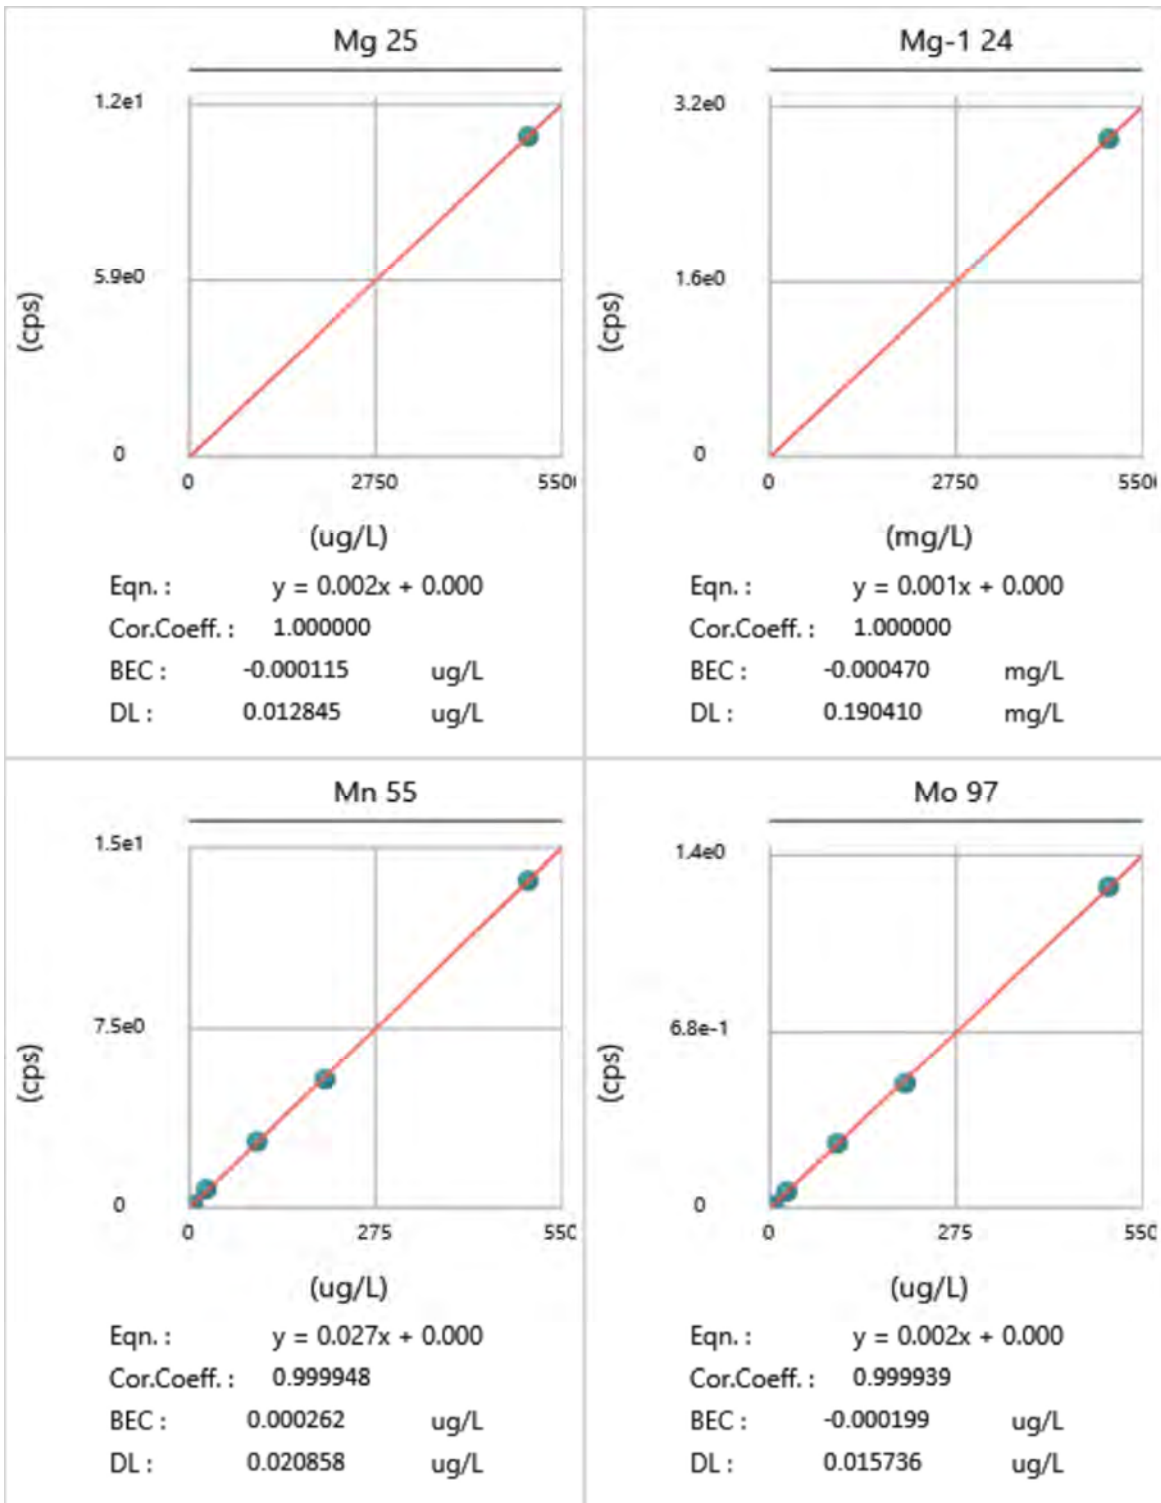 Mg 25
1.2e1
5.9e0
(cps)
0
0 2750
(ug/L)
Eqn. : y = 0.002x + 0.000
Cor.Coeff. : 1.000000
BEC : -0.000115 ug/L
DL : 0.012845 ug/L
Mg-1 24
3.2e0
1.6e0
(cps)
0
0 2750
(mg/L)
Eqn. : y = 0.001x + 0.000
Cor.Coeff. : 1.000000
BEC : -0.000470 mg/L
DL : 0.190410 mg/L
Mn 55
1.5e1
7.5e0
(cps)
0
0 275
(ug/L)
Eqn. : y = 0.027x + 0.000
Cor.Coeff. : 0.999948
BEC : 0.000262 ug/L
DL : 0.020858 ug/L
Mo 97
1.4e0
6.8e-1
(cps)
0
0 275
(ug/L)
Eqn. : y = 0.002x + 0.000
Cor.Coeff. : 0.999939
BEC : -0.000199 ug/L
DL : 0.015736 ug/L